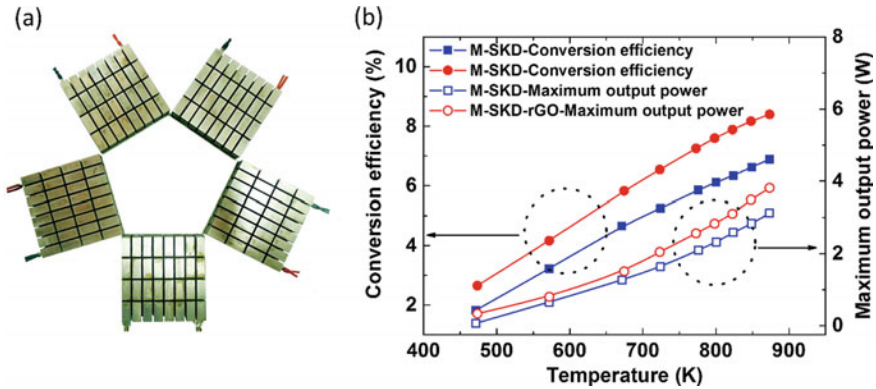 (a)
(b)
M-SKD-Conversion efficiency
M-SKD-Conversion efficiency
M-SKD-Maximum output power
M-SKD-rGO-Maximum output power
Conversion efficiency (%)
10
8
6
4
2
Maximum output power (W)
8
6
4
2
0
400 500 600 700 800 900
Temperature (K)